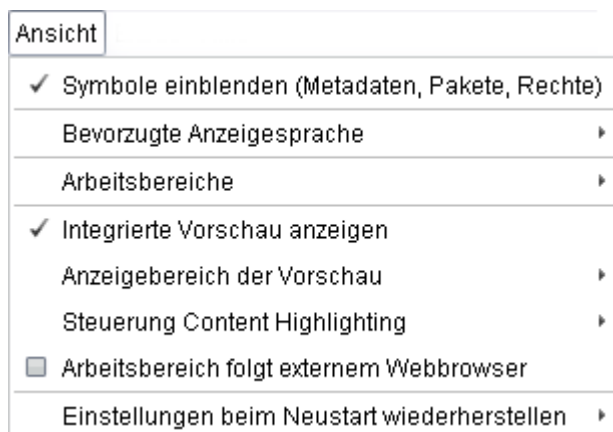 Ansicht
Symbole einblenden (Metadaten, Pakete, Rechte)
Bevorzugte Anzeigesprache
Arbeitsbereiche
Integrierte Vorschau anzeigen
Anzeigebereich der Vorschau
Steuerung Content Highlighting
Arbeitsbereich folgt externem Webbrowser
Einstellungen beim Neustart wiederherstellen